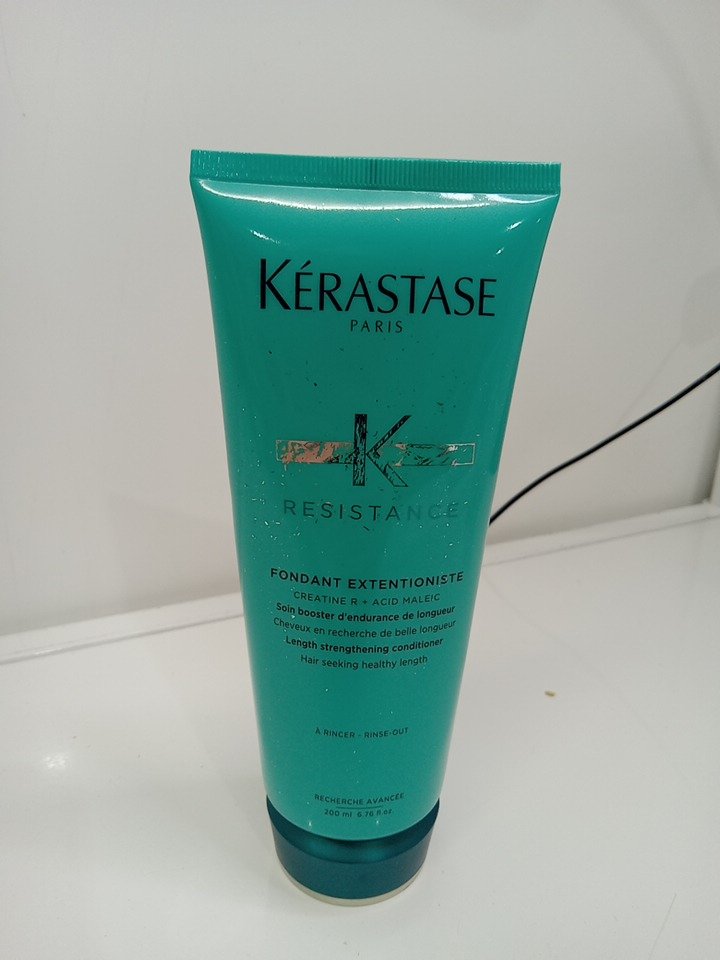 KÉRASTASE
PARIS
K
RESISTANCE
FONDANT EXTENTIONISTE
CREATINE R + ACID MALEIC
Soin booster d'endurance de longueur
Cheveux en recherche de belle longueur
Length strengthening conditioner
Hair seeking healthy length
À RINCER - RINSE-OUT
RECHERCHE AVANCÉE
200 ml 6.76 fl.oz.